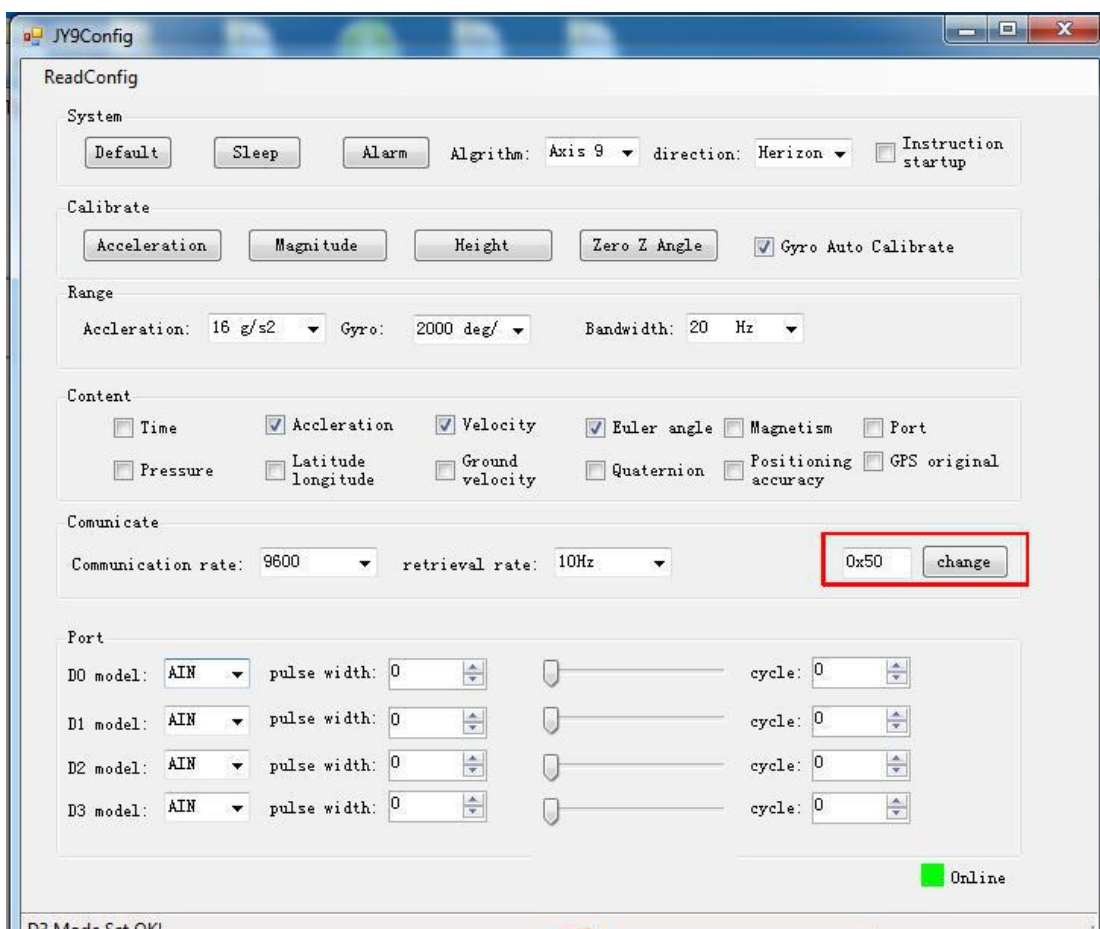 JY9Config
ReadConfig
System
Default Sleep Alarm Algrithm: Axis 9 direction: Herizon Instruction startup
Calibrate
Acceleration Magnitude Height Zero Z Angle Gyro Auto Calibrate
Range
Accleration: 16 g/s2 Gyro: 2000 deg/ Bandwidth: 20 Hz
Content
Time Accleration Velocity Euler angle Magnetism Port
Pressure Latitude longitude Ground velocity Quaternion Positioning accuracy GPS original
Comunicate
Communication rate: 9600 retrieval rate: 10Hz 0x50 change
Port
D0 model: AIN pulse width: 0 cycle: 0
D1 model: AIN pulse width: 0 cycle: 0
D2 model: AIN pulse width: 0 cycle: 0
D3 model: AIN pulse width: 0 cycle: 0
Online
D3 Mode Set OK!